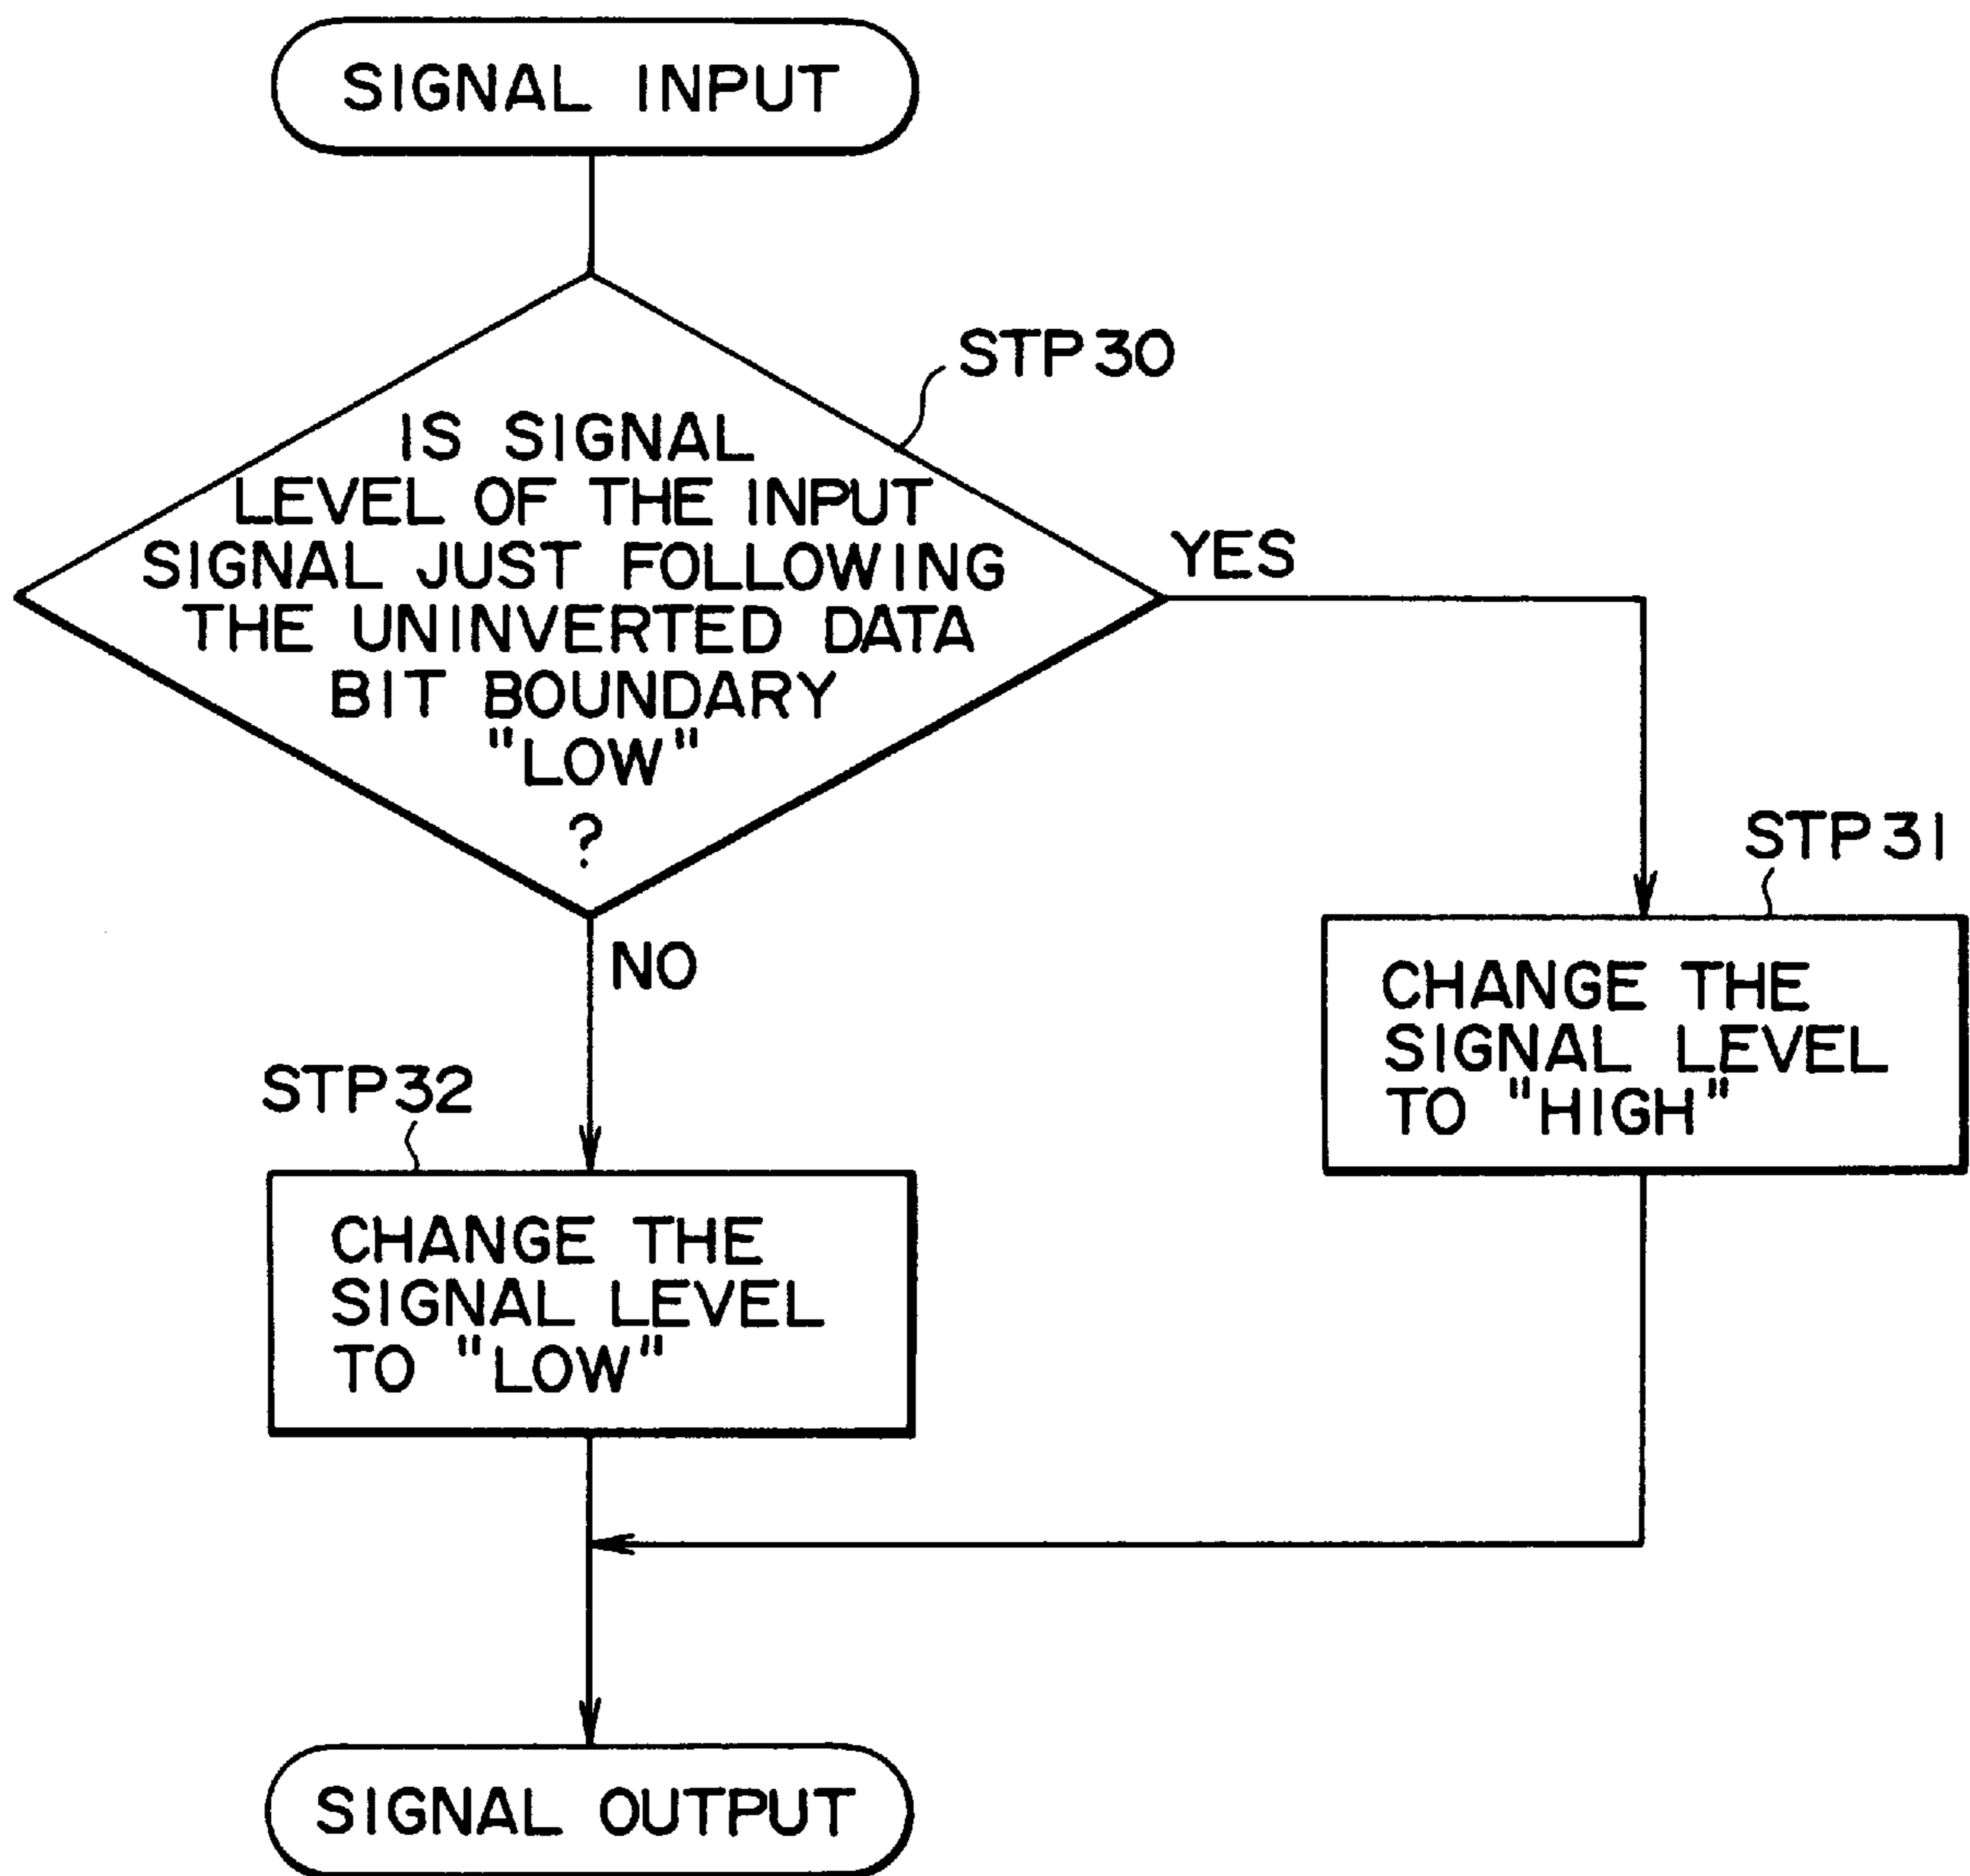 SIGNAL INPUT
STP30
IS SIGNAL
LEVEL OF THE INPUT
SIGNAL JUST FOLLOWING
THE UNINVERTED DATA
BIT BOUNDARY
"LOW"
?
YES
NO
STP31
CHANGE THE
SIGNAL LEVEL
TO "HIGH"
STP32
CHANGE THE
SIGNAL LEVEL
TO "LOW"
SIGNAL OUTPUT